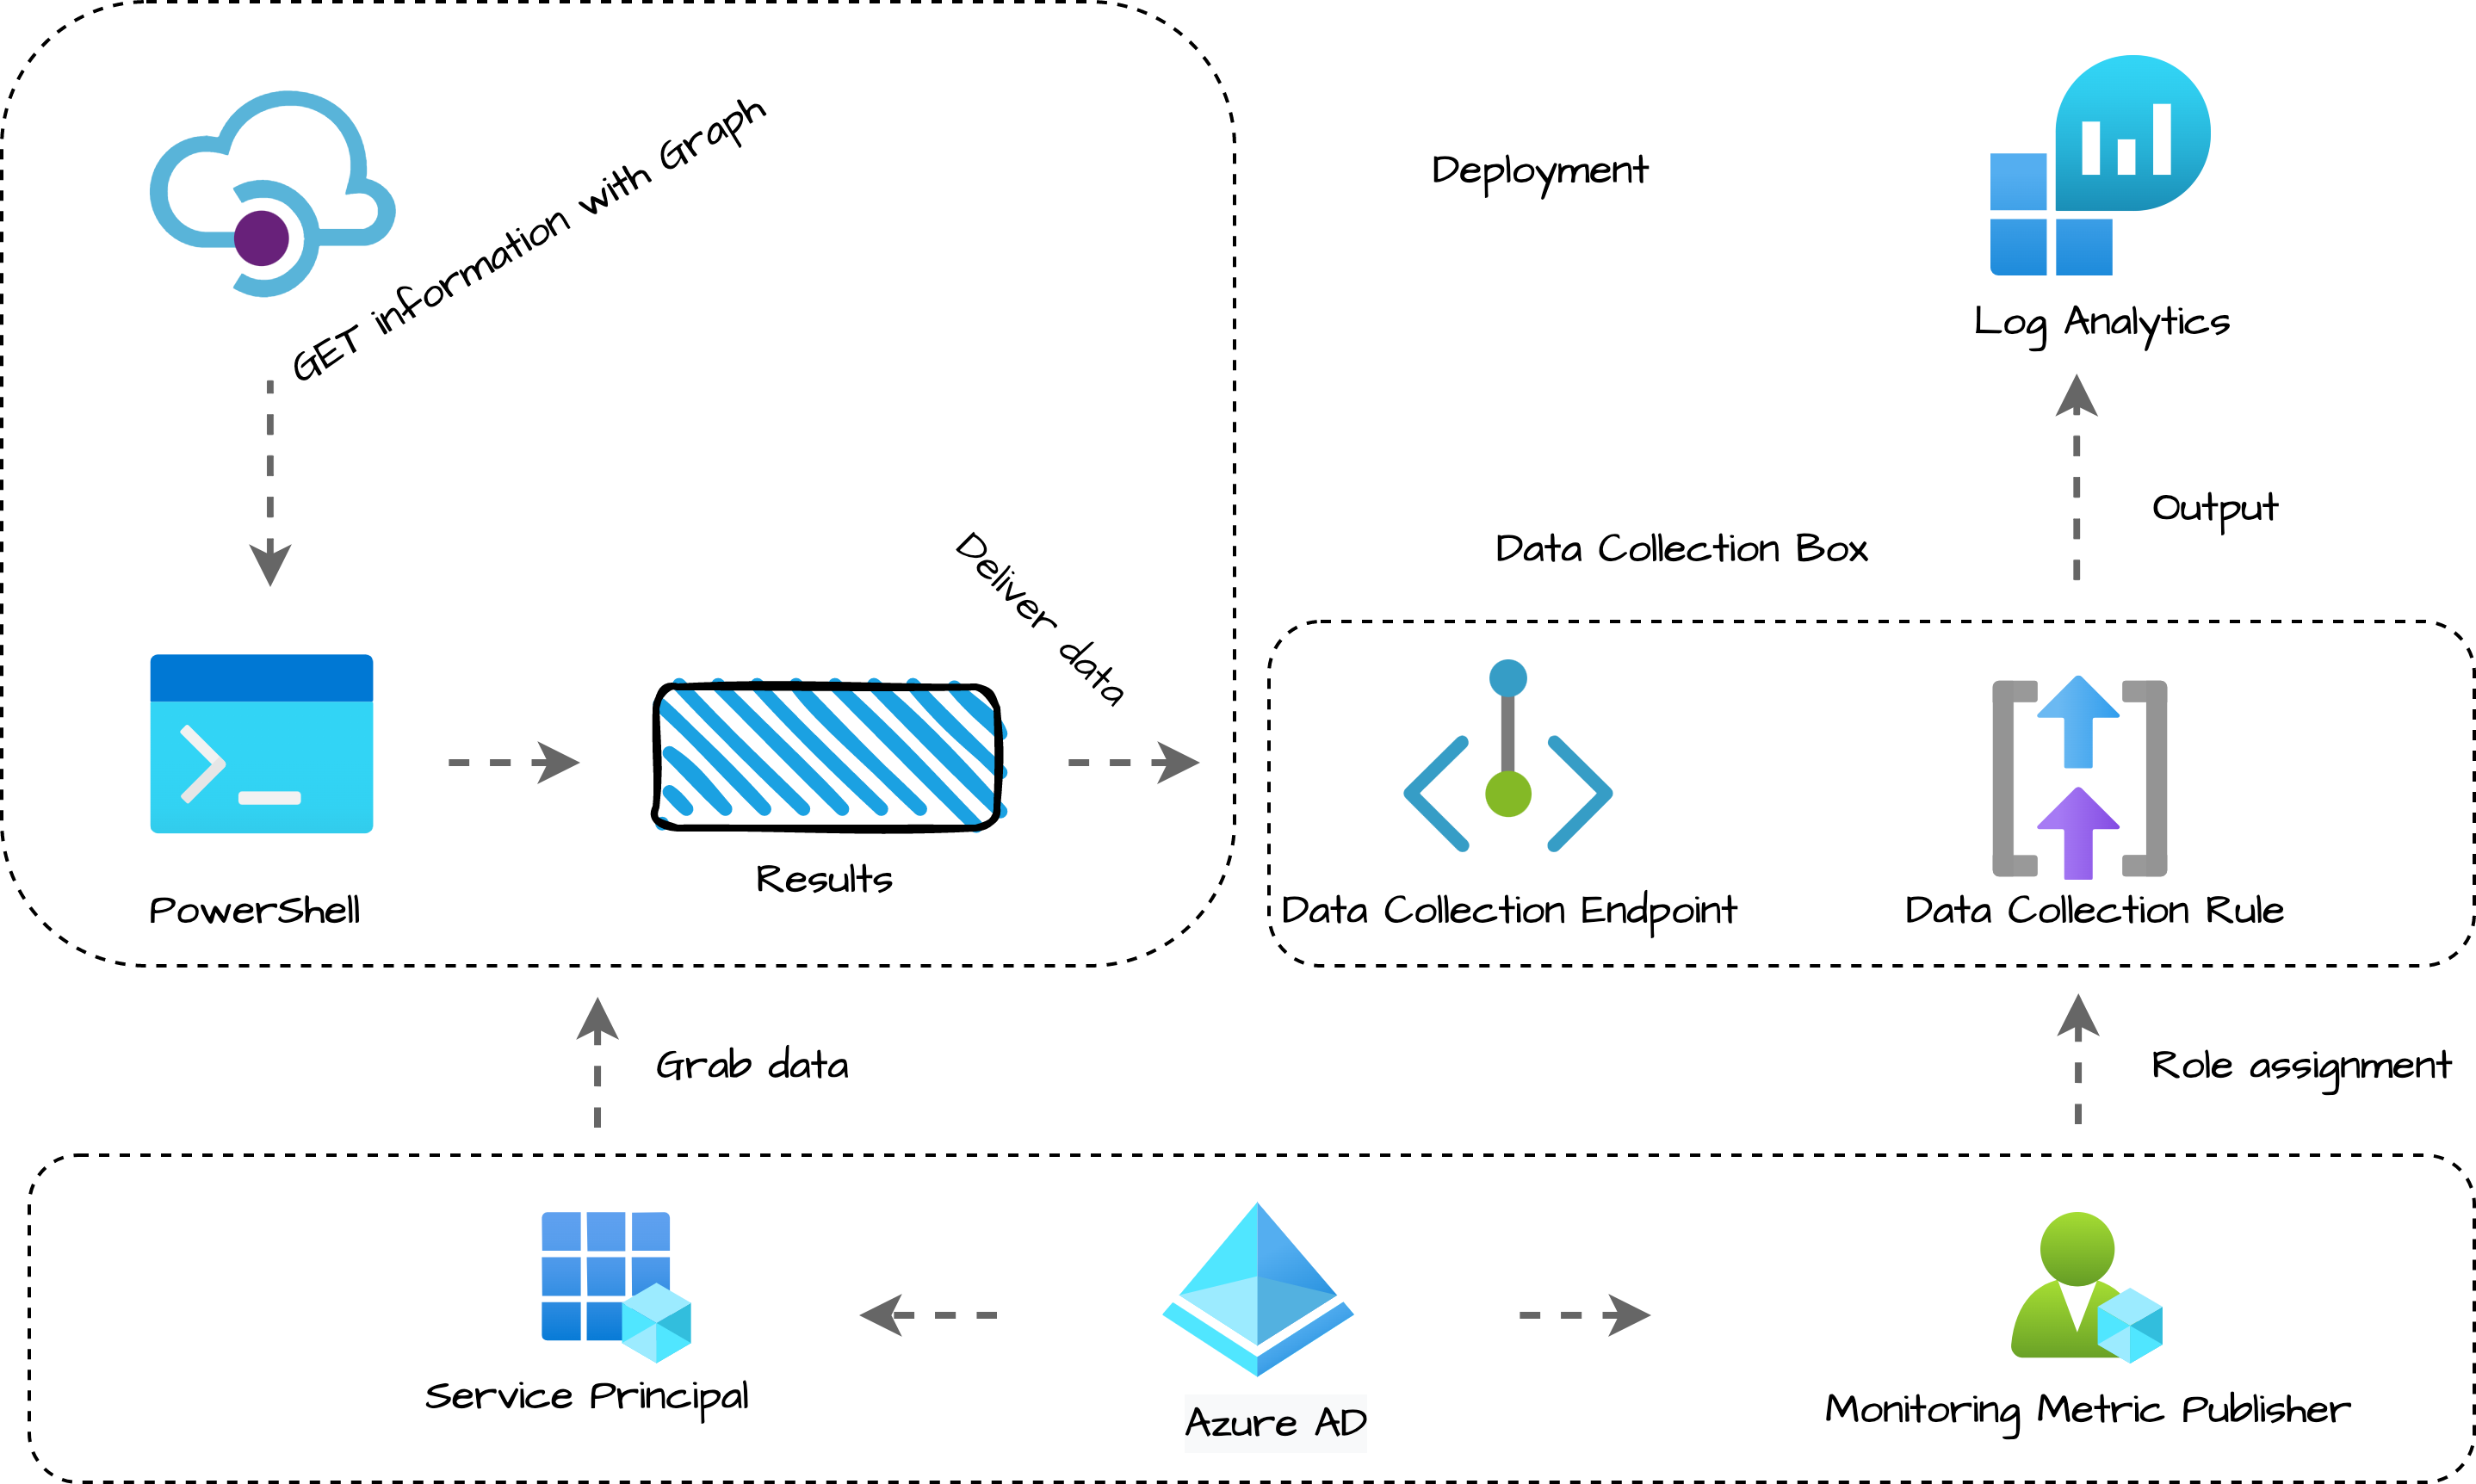 GET information with Graph
Deployment
Log Analytics
Output
Data Collection Box
Deliver data
PowerShell
Results
Data Collection Endpoint
Data Collection Rule
Grab data
Role assignment
Service Principal
Azure AD
Monitoring Metric Publisher